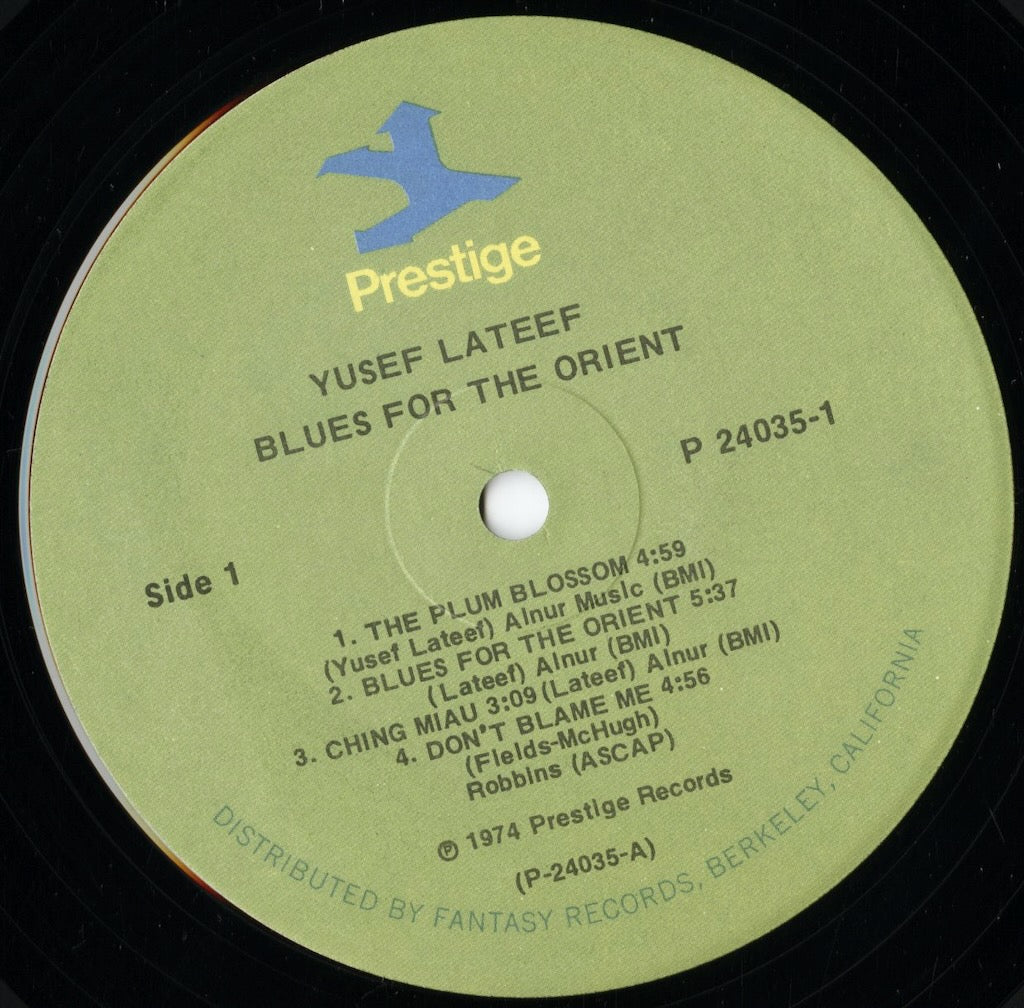 Prestige
YUSEF LATEEF
BLUES FOR THE ORIENT
P 24035-1
Side 1
1. THE PLUM BLOSSOM 4:59
(Yusef Lateef) Alnur Music (BMI)
2. BLUES FOR THE ORIENT 5:37
(Lateef) Alnur (BMI)
3. CHING MIAU 3:09 (Lateef) Alnur (BMI)
4. DON'T BLAME ME 4:56
(Fields-McHugh)
Robbins (ASCAP)
℗ 1974 Prestige Records
(P-24035-A)
DISTRIBUTED BY FANTASY RECORDS, BERKELEY, CALIFORNIA